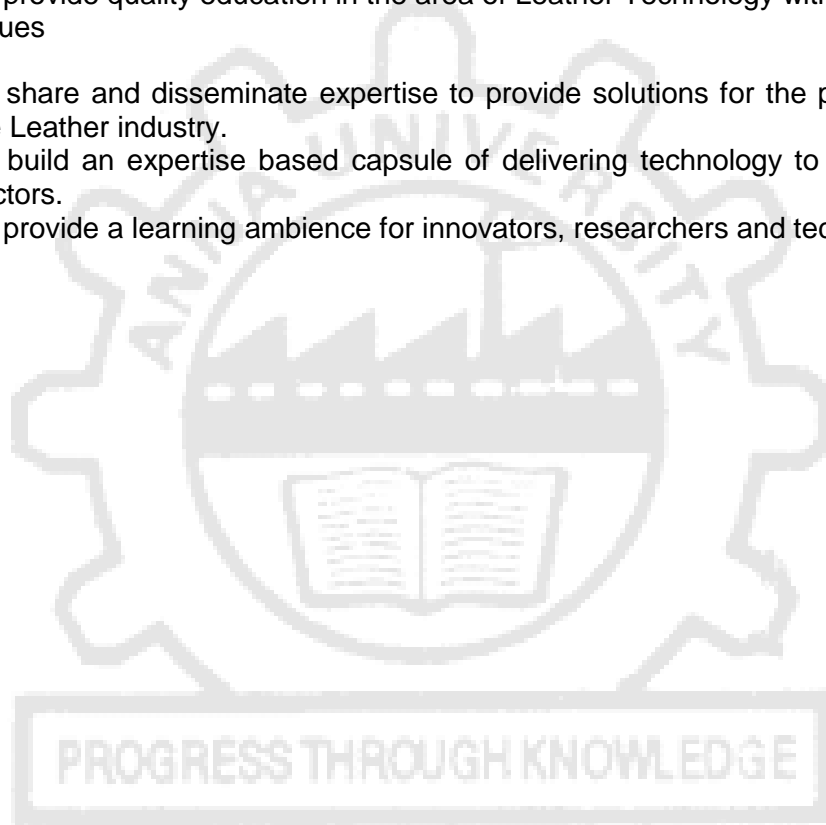 provide quality education in the area of Leather Technology with
ues
share and disseminate expertise to provide solutions for the p
e Leather industry.
build an expertise based capsule of delivering technology to
ctors.
provide a learning ambience for innovators, researchers and tec
ANNA UNIVERSITY
PROGRESS THROUGH KNOWLEDGE